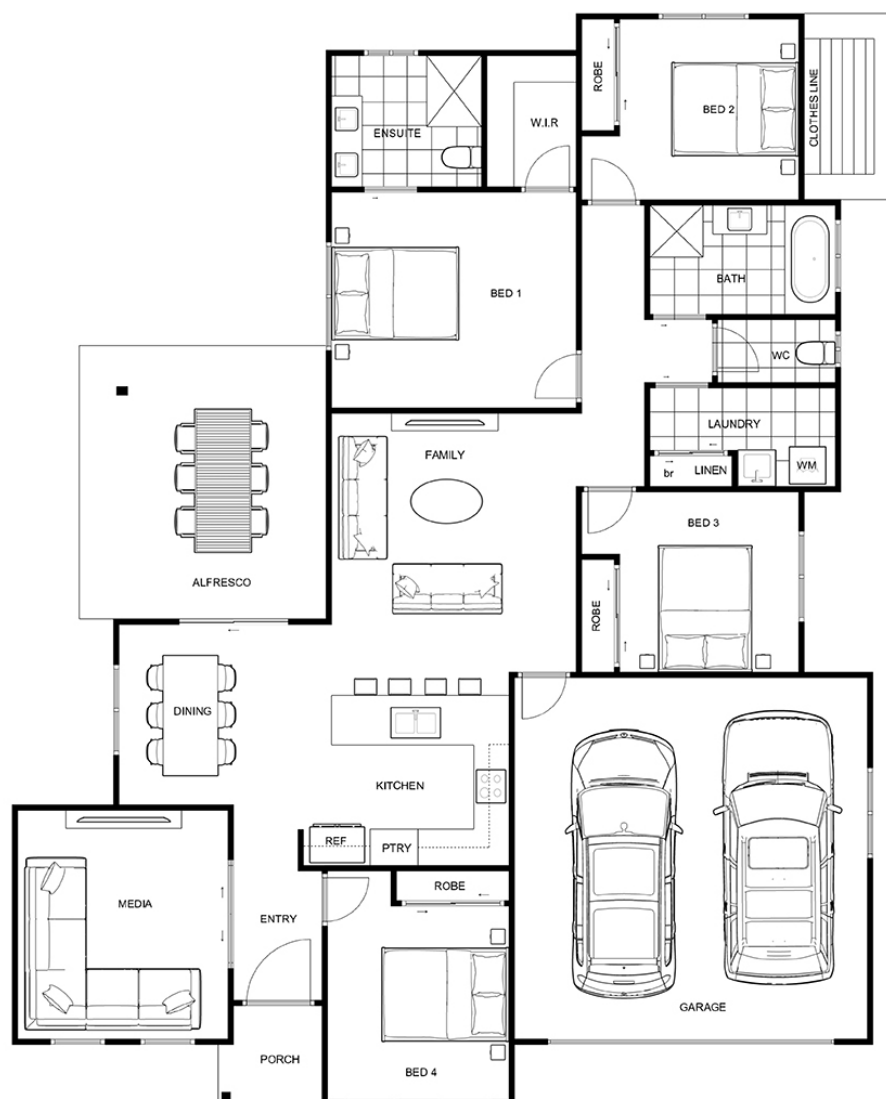 ROBE
BED 2
CLOTHES LINE
W.I.R
ENSUITE
BATH
BED 1
WC
LAUNDRY
FAMILY
br
LINEN
WM
BED 3
ALFRESCO
ROBE
DINING
KITCHEN
REF
PTRY
ROBE
MEDIA
ENTRY
GARAGE
PORCH
BED 4